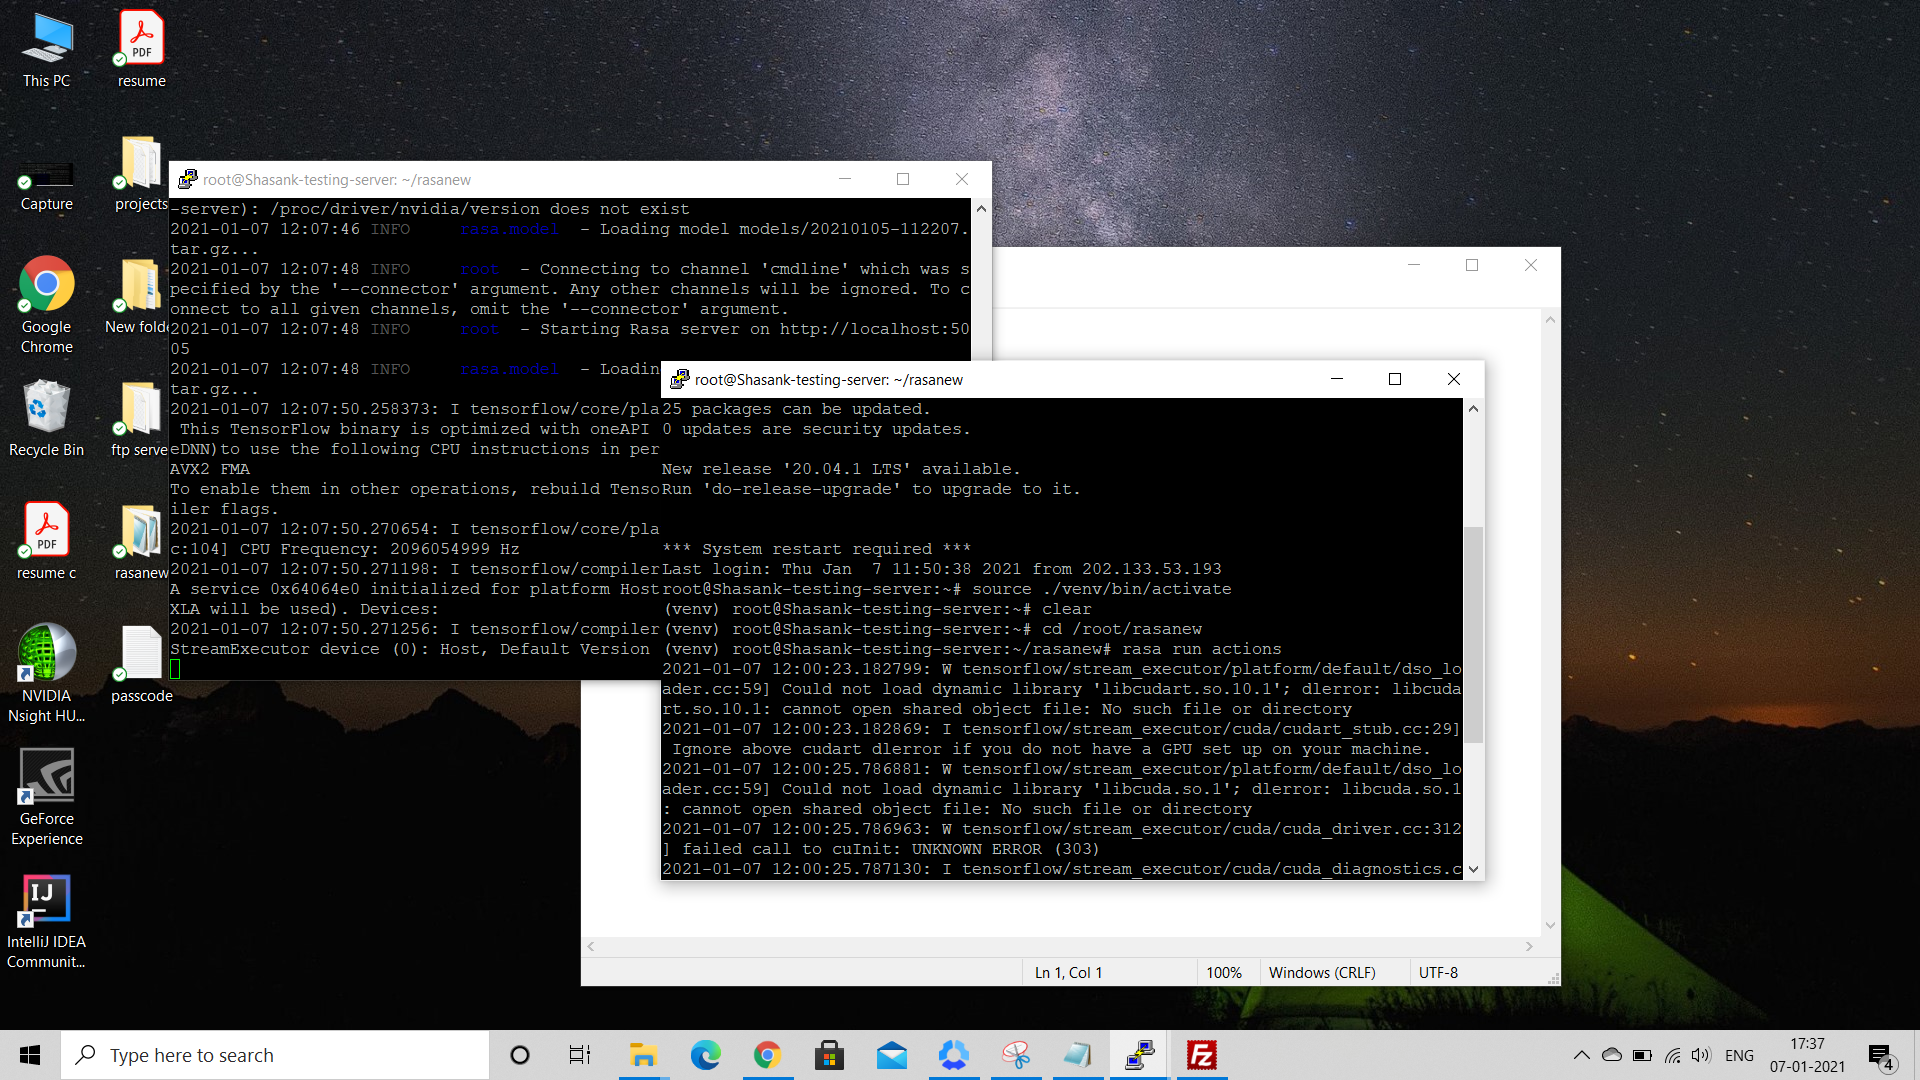 This PC
resume
Capture
projects
Google
Chrome
New folde
Recycle Bin
ftp serve
resume c
rasanew
NVIDIA
Nsight HU...
passcode
GeForce
Experience
IntelliJ IDEA
Communit...
root@Shasank-testing-server: ~/rasanew
-server): /proc/driver/nvidia/version does not exist
2021-01-07 12:07:46 INFO     rasa.model  - Loading model models/20210105-112207.
tar.gz...
2021-01-07 12:07:48 INFO     root  - Connecting to channel 'cmdline' which was s
pecified by the '--connector' argument. Any other channels will be ignored. To c
onnect to all given channels, omit the '--connector' argument.
2021-01-07 12:07:48 INFO     root  - Starting Rasa server on http://localhost:50
05
2021-01-07 12:07:48 INFO     rasa.model  - Loadin
tar.gz...
2021-01-07 12:07:50.258373: I tensorflow/core/pla
 This TensorFlow binary is optimized with oneAPI
eDNN)to use the following CPU instructions in per
AVX2 FMA
To enable them in other operations, rebuild Tenso
iler flags.
2021-01-07 12:07:50.270654: I tensorflow/core/pla
c:104] CPU Frequency: 2096054999 Hz
2021-01-07 12:07:50.271198: I tensorflow/compiler
A service 0x64064e0 initialized for platform Host
XLA will be used). Devices:
2021-01-07 12:07:50.271256: I tensorflow/compiler
StreamExecutor device (0): Host, Default Version
root@Shasank-testing-server: ~/rasanew
25 packages can be updated.
0 updates are security updates.
New release '20.04.1 LTS' available.
Run 'do-release-upgrade' to upgrade to it.
*** System restart required ***
Last login: Thu Jan  7 11:50:38 2021 from 202.133.53.193
root@Shasank-testing-server:~# source ./venv/bin/activate
(venv) root@Shasank-testing-server:~# clear
(venv) root@Shasank-testing-server:~# cd /root/rasanew
(venv) root@Shasank-testing-server:~/rasanew# rasa run actions
2021-01-07 12:00:23.182799: W tensorflow/stream_executor/platform/default/dso_lo
ader.cc:59] Could not load dynamic library 'libcudart.so.10.1'; dlerror: libcuda
rt.so.10.1: cannot open shared object file: No such file or directory
2021-01-07 12:00:23.182869: I tensorflow/stream_executor/cuda/cudart_stub.cc:29]
 Ignore above cudart dlerror if you do not have a GPU set up on your machine.
2021-01-07 12:00:25.786881: W tensorflow/stream_executor/platform/default/dso_lo
ader.cc:59] Could not load dynamic library 'libcuda.so.1'; dlerror: libcuda.so.1
: cannot open shared object file: No such file or directory
2021-01-07 12:00:25.786963: W tensorflow/stream_executor/cuda/cuda_driver.cc:312
] failed call to cuInit: UNKNOWN ERROR (303)
2021-01-07 12:00:25.787130: I tensorflow/stream_executor/cuda/cuda_diagnostics.c
Ln 1, Col 1
100%
Windows (CRLF)
UTF-8
Type here to search
ENG
17:37
07-01-2021
4